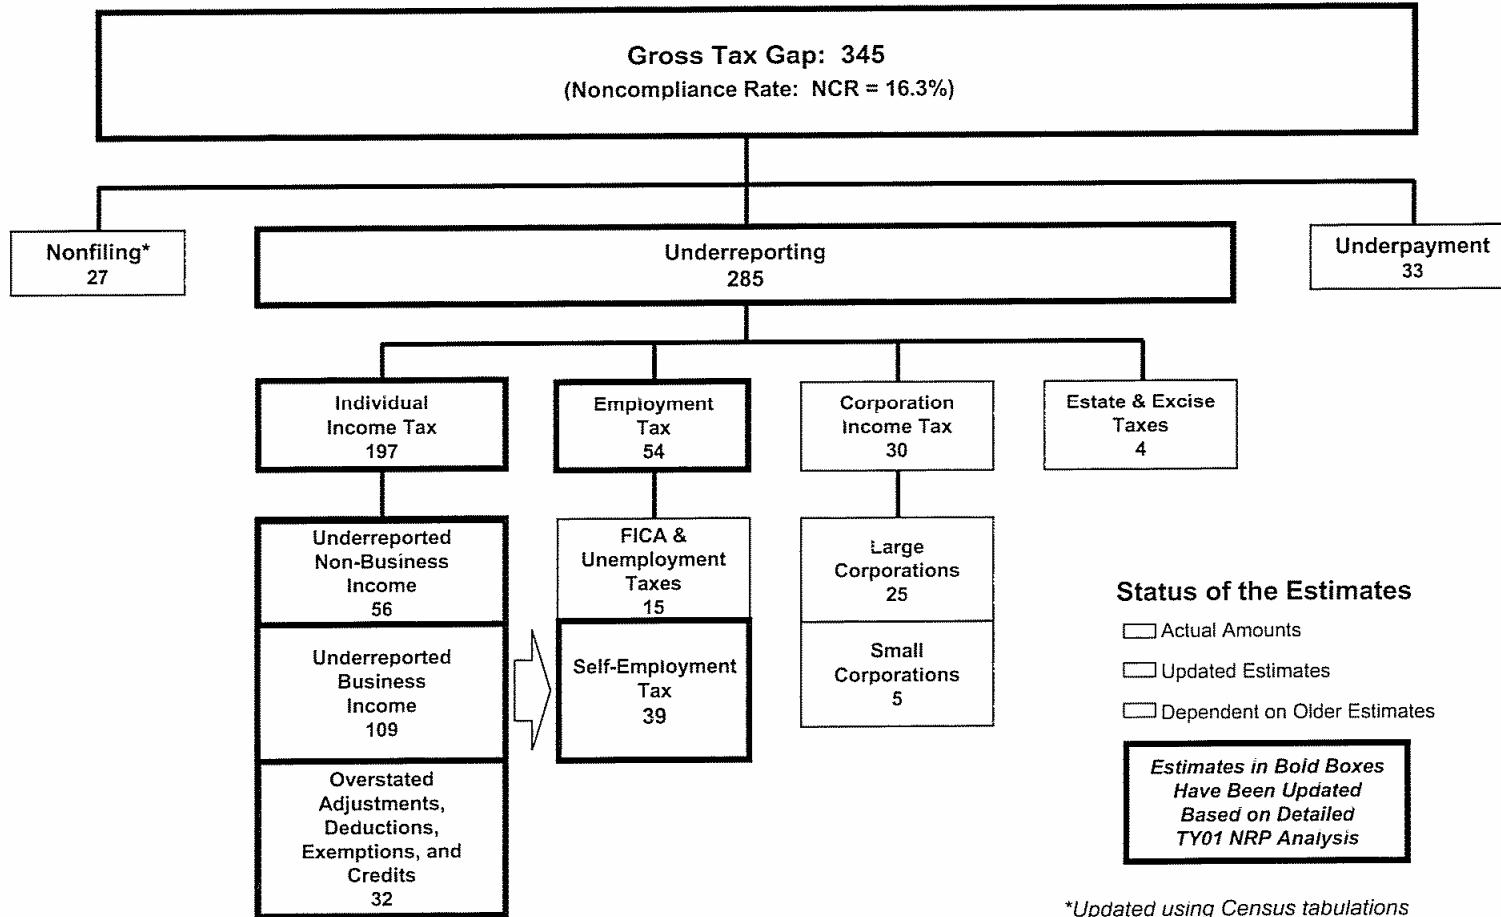 Gross Tax Gap: 345
(Noncompliance Rate: NCR = 16.3%)
Nonfiling*
27
Underreporting
285
Underpayment
33
Individual
Income Tax
197
Employment
Tax
54
Corporation
Income Tax
30
Estate & Excise
Taxes
4
Underreported
Non-Business
Income
56
Underreported
Business
Income
109
Overstated
Adjustments,
Deductions,
Exemptions, and
Credits
32
FICA &
Unemployment
Taxes
15
Self-Employment
Tax
39
Large
Corporations
25
Small
Corporations
5
Status of the Estimates
Actual Amounts
Updated Estimates
Dependent on Older Estimates
Estimates in Bold Boxes
Have Been Updated
Based on Detailed
TY01 NRP Analysis
*Updated using Census tabulations